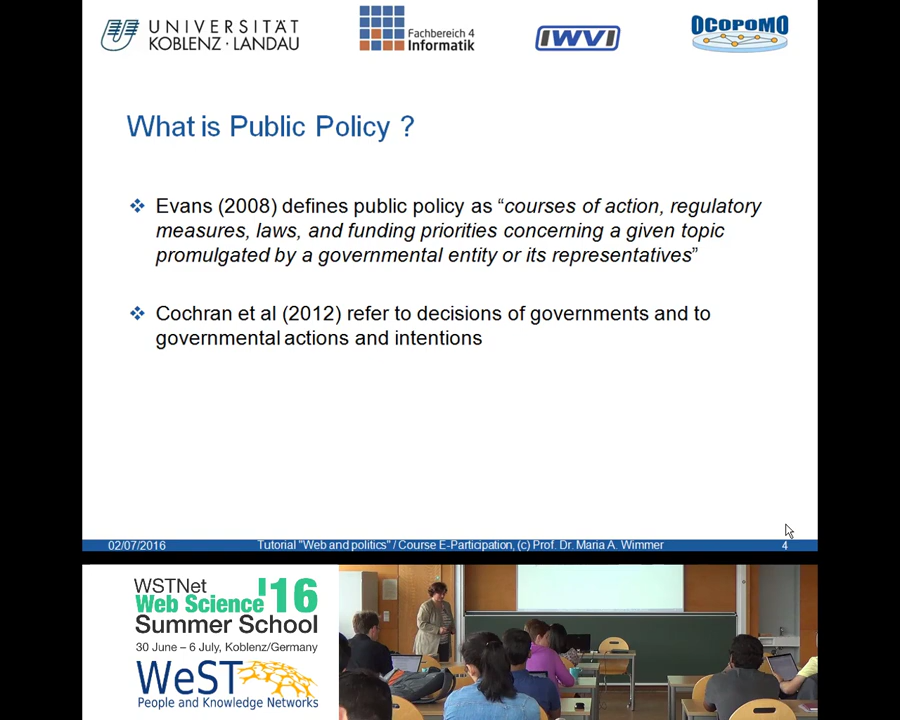 UNIVERSITÄT
KOBLENZ · LANDAU
Fachbereich 4
Informatik
IWVI
OCOPOMO
What is Public Policy ?
Evans (2008) defines public policy as “courses of action, regulatory
measures, laws, and funding priorities concerning a given topic
promulgated by a governmental entity or its representatives”
Cochran et al (2012) refer to decisions of governments and to
governmental actions and intentions
02/07/2016
Tutorial "Web and politics" / Course E-Participation, (c) Prof. Dr. Maria A. Wimmer
4
WSTNet
Web Science '16
Summer School
30 June – 6 July, Koblenz/Germany
WeST
People and Knowledge Networks